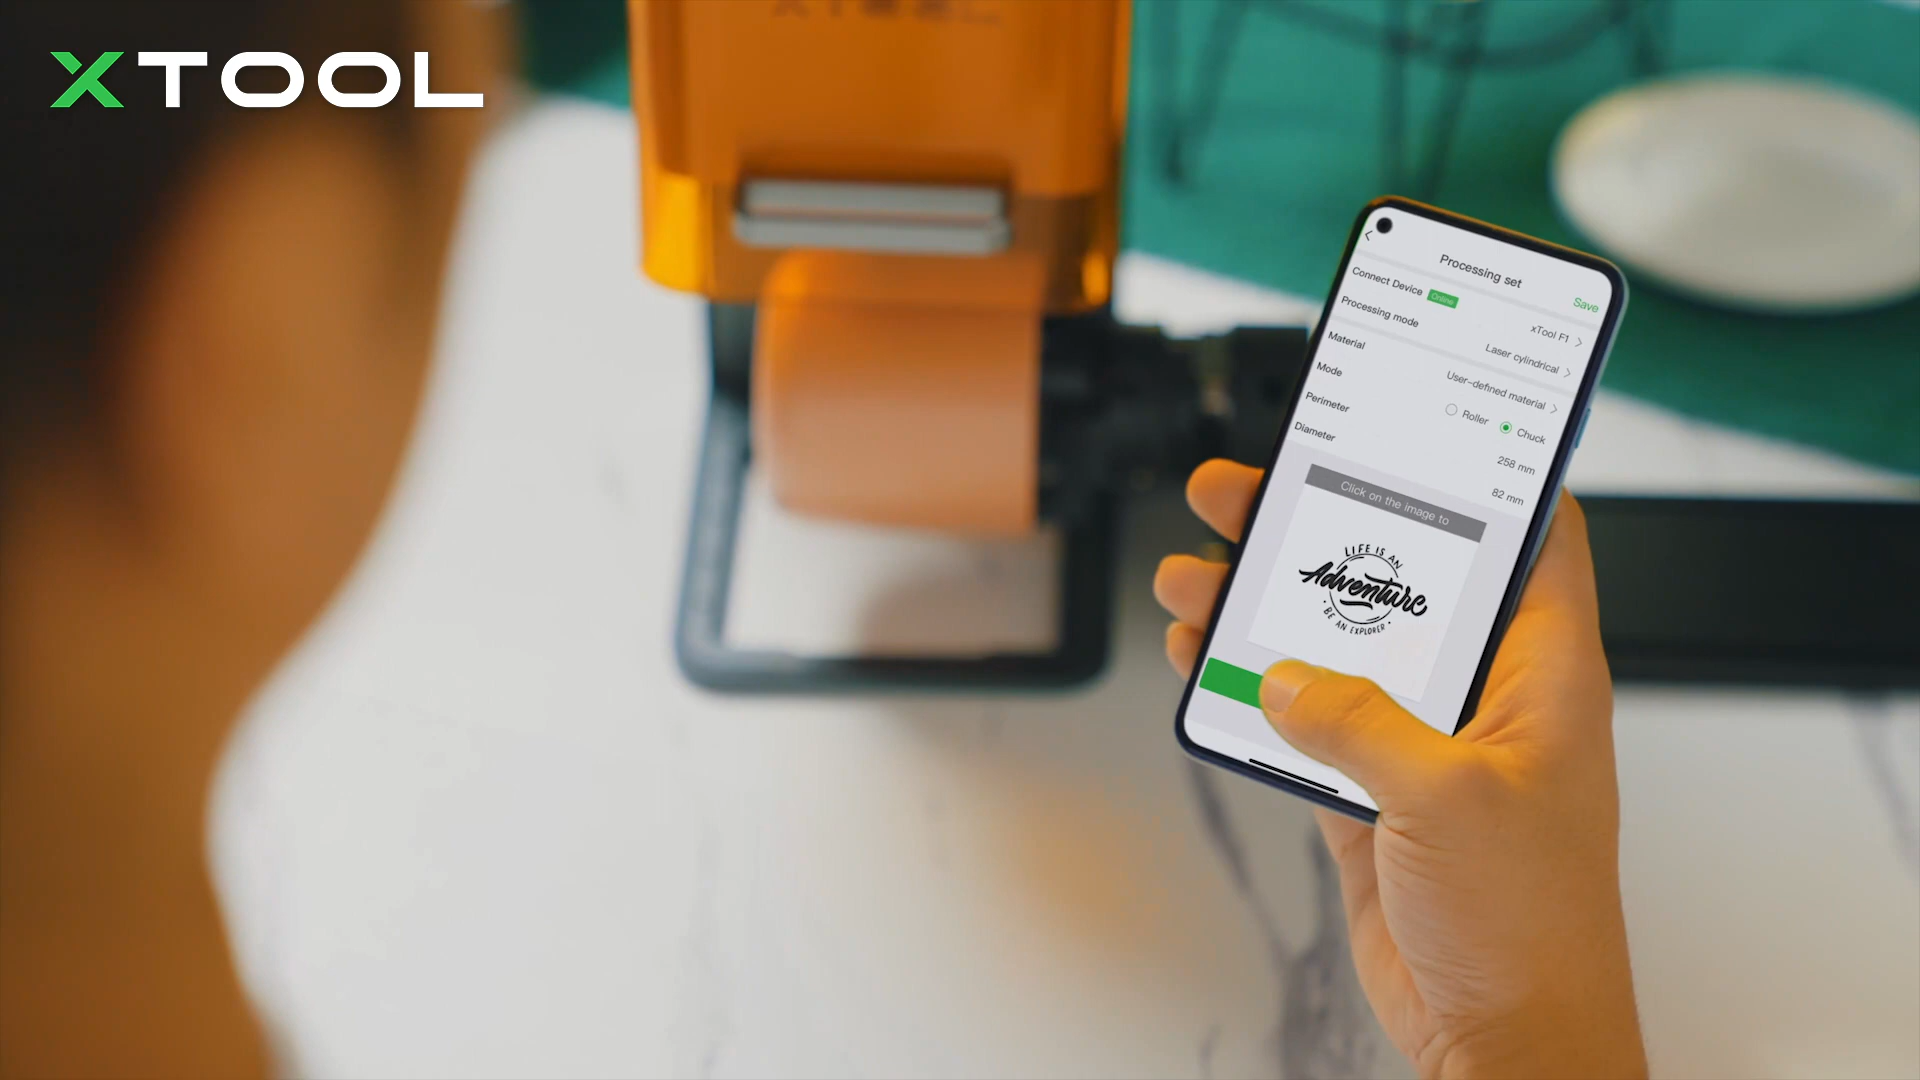 XTOOL
Processing set
Save
Connect Device Online xTool F1
Processing mode Laser cylindrical
Material User-defined material
Mode Roller Chuck
Perimeter 258 mm
Diameter 82 mm
Click on the image to
LIFE IS AN
Adventure
BE AN EXPLORER